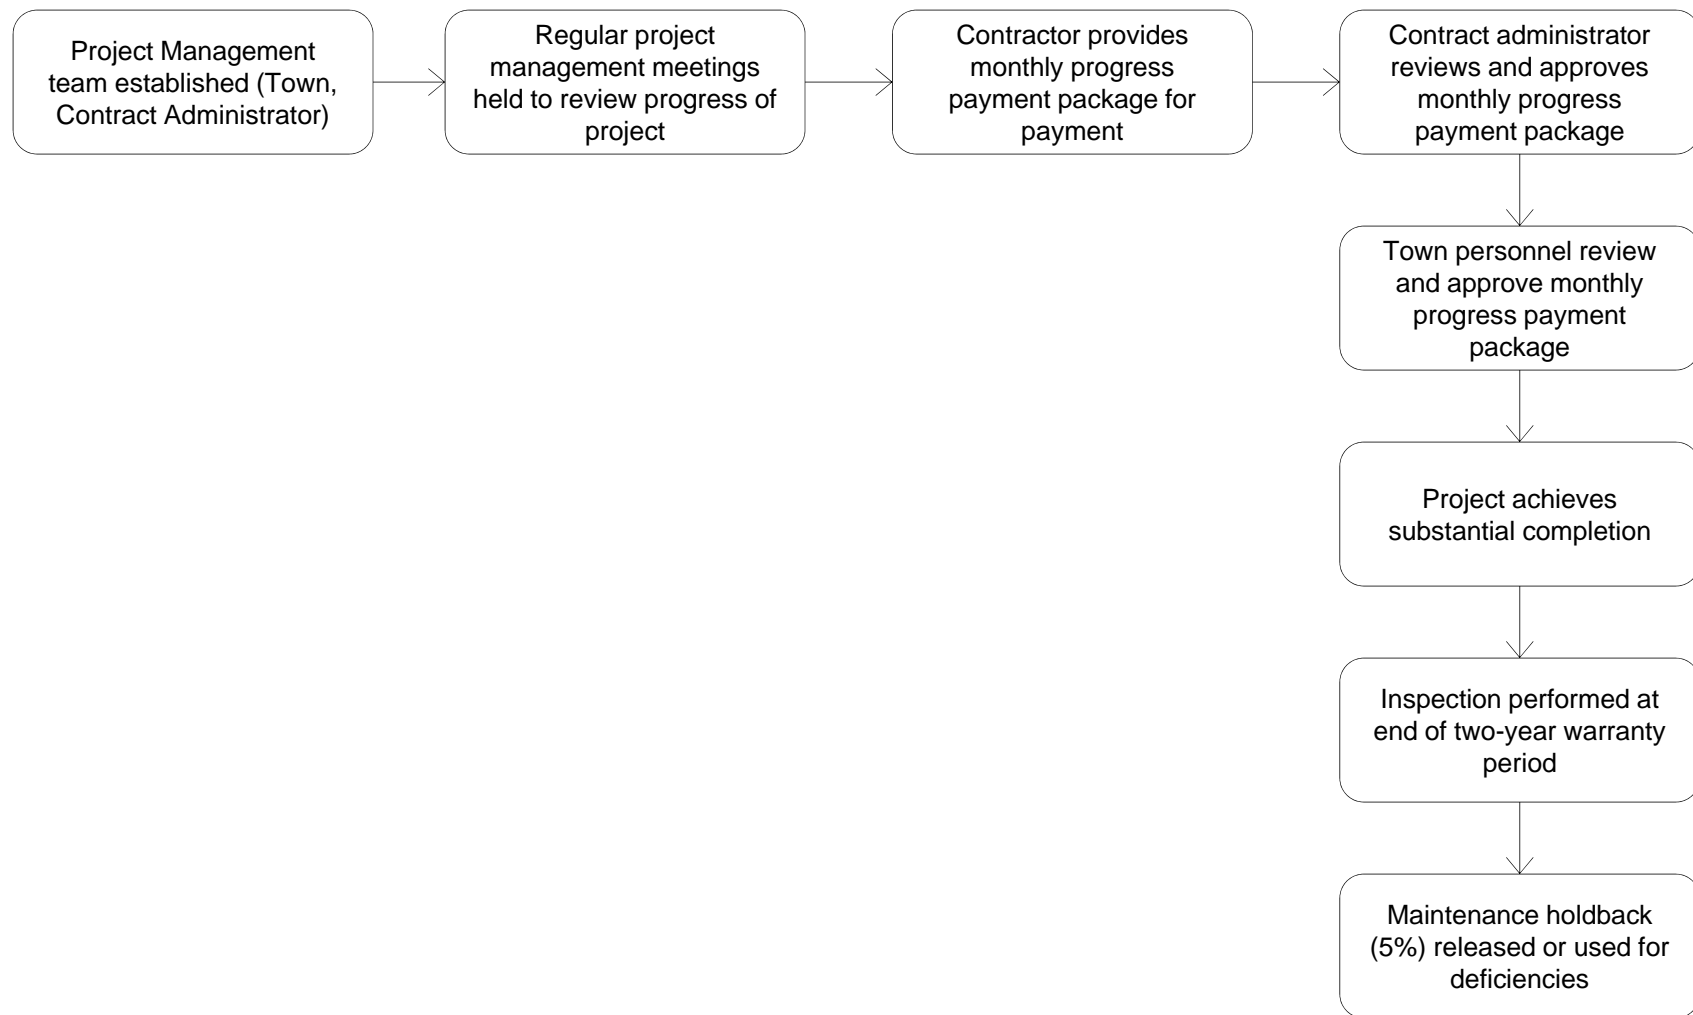 Project Management
team established (Town,
Contract Administrator)
Regular project
management meetings
held to review progress of
project
Contractor provides
monthly progress
payment package for
payment
Contract administrator
reviews and approves
monthly progress
payment package
Town personnel review
and approve monthly
progress payment
package
Project achieves
substantial completion
Inspection performed at
end of two-year warranty
period
Maintenance holdback
(5%) released or used for
deficiencies